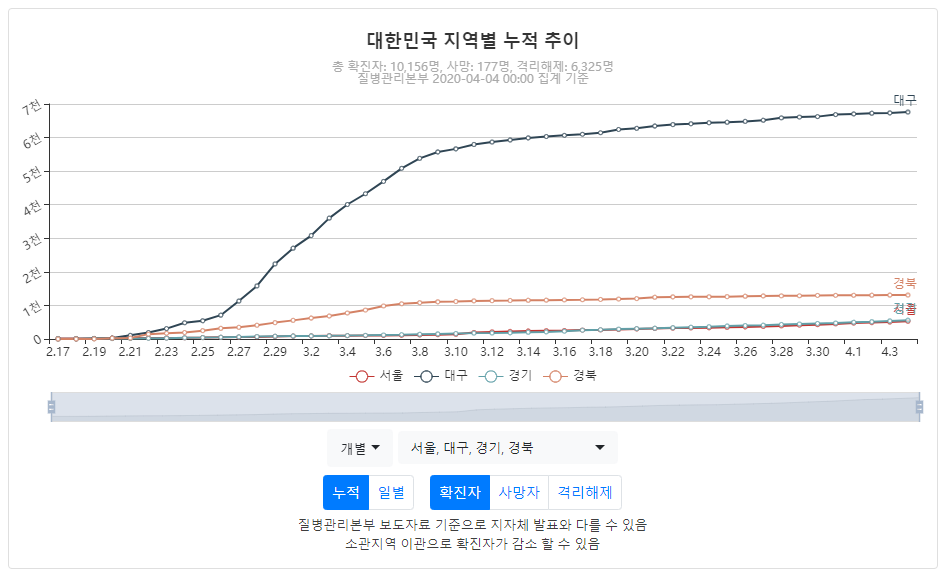 대한민국 지역별 누적 추이
총 확진자: 10,156명, 사망: 177명, 격리해제: 6,325명
질병관리본부 2020-04-04 00:00 집계 기준
대구
7천
6천
5천
4천
3천
2천
경북
1천
서울
0
2.17 2.19 2.21 2.23 2.25 2.27 2.29 3.2 3.4 3.6 3.8 3.10 3.12 3.14 3.16 3.18 3.20 3.22 3.24 3.26 3.28 3.30 4.1 4.3
서울 대구 경기 경북
개별 서울, 대구, 경기, 경북
누적 일별 확진자 사망자 격리해제
질병관리본부 보도자료 기준으로 지자체 발표와 다를 수 있음
소관지역 이관으로 확진자가 감소 할 수 있음